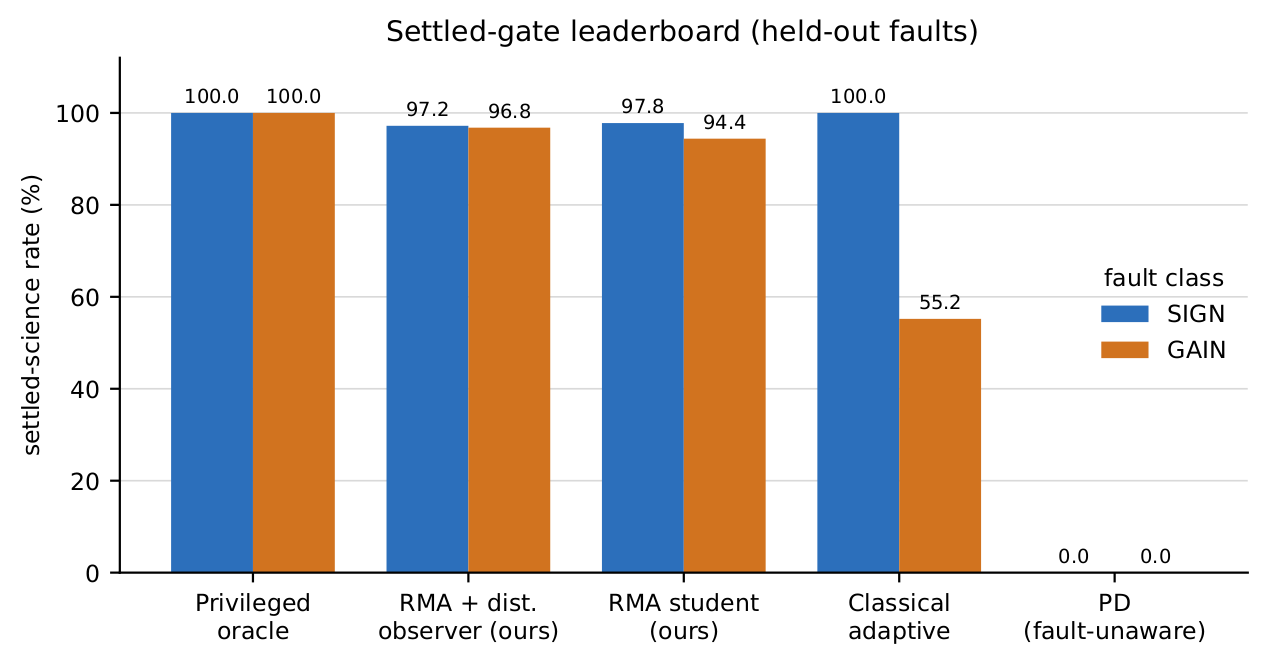 Settled-gate leaderboard (held-out faults)
settled-science rate (%)
100
80
60
40
20
0
100.0 100.0
97.2 96.8
97.8 94.4
100.0 55.2
0.0 0.0
fault class
SIGN
GAIN
Privileged
oracle
RMA + dist.
observer (ours)
RMA student
(ours)
Classical
adaptive
PD
(fault-unaware)